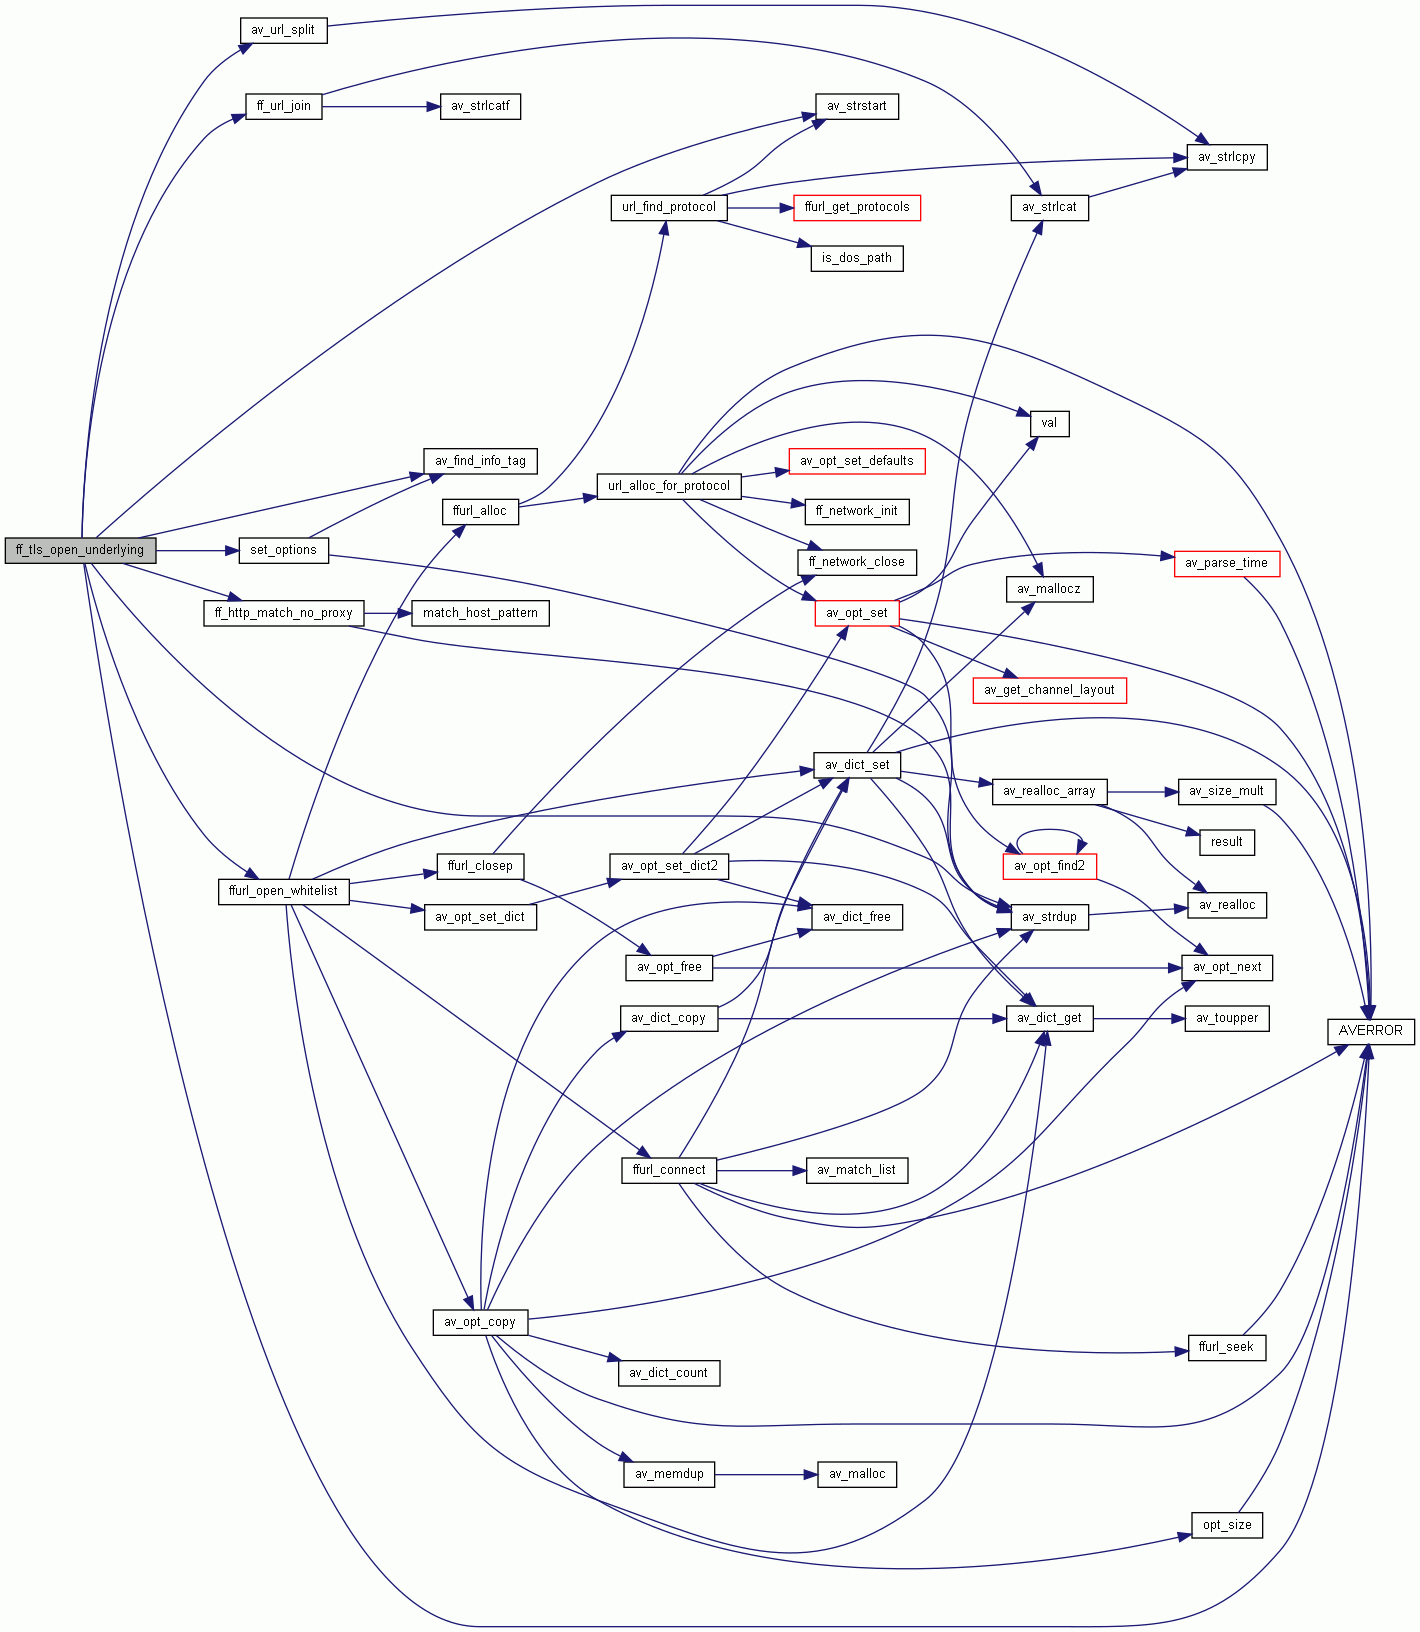 av_url_split
ff_url_join
av_strlcatf
av_strstart
av_strlcpy
url_find_protocol
ffurl_get_protocols
av_strlcat
is_dos_path
val
av_find_info_tag
av_opt_set_defaults
url_alloc_for_protocol
ffurl_alloc
ff_network_init
ff_tls_open_underlying
set_options
ff_network_close
av_parse_time
av_mallocz
ff_http_match_no_proxy
match_host_pattern
av_opt_set
av_get_channel_layout
av_dict_set
av_realloc_array
av_size_mult
result
ffurl_closep
av_opt_set_dict2
av_opt_find2
ffurl_open_whitelist
av_realloc
av_opt_set_dict
av_dict_free
av_strdup
av_opt_free
av_opt_next
av_dict_copy
av_dict_get
av_toupper
AVERROR
ffurl_connect
av_match_list
av_opt_copy
ffurl_seek
av_dict_count
av_memdup
av_malloc
opt_size